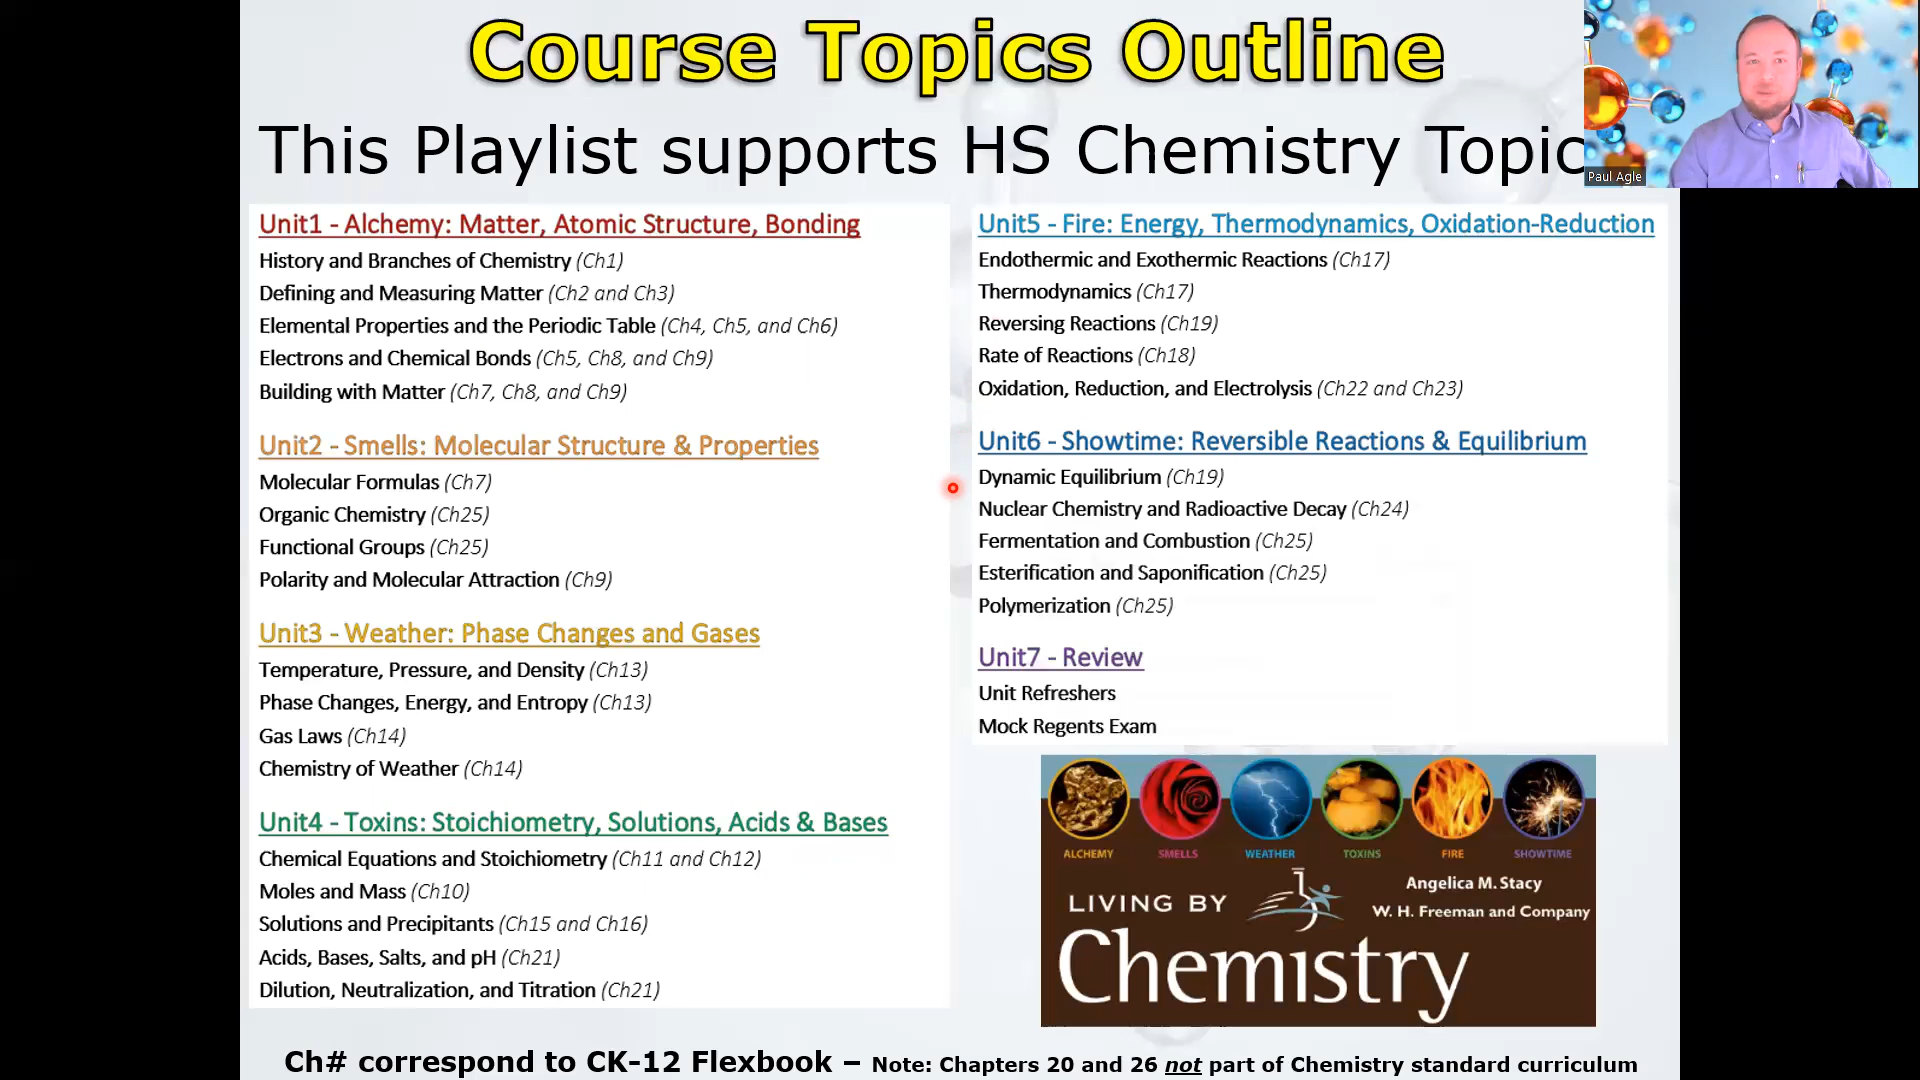 Course Topics Outline
This Playlist supports HS Chemistry Topic
Paul Agle
Unit1 - Alchemy: Matter, Atomic Structure, Bonding
History and Branches of Chemistry (Ch1)
Defining and Measuring Matter (Ch2 and Ch3)
Elemental Properties and the Periodic Table (Ch4, Ch5, and Ch6)
Electrons and Chemical Bonds (Ch5, Ch8, and Ch9)
Building with Matter (Ch7, Ch8, and Ch9)
Unit2 - Smells: Molecular Structure & Properties
Molecular Formulas (Ch7)
Organic Chemistry (Ch25)
Functional Groups (Ch25)
Polarity and Molecular Attraction (Ch9)
Unit3 - Weather: Phase Changes and Gases
Temperature, Pressure, and Density (Ch13)
Phase Changes, Energy, and Entropy (Ch13)
Gas Laws (Ch14)
Chemistry of Weather (Ch14)
Unit4 - Toxins: Stoichiometry, Solutions, Acids & Bases
Chemical Equations and Stoichiometry (Ch11 and Ch12)
Moles and Mass (Ch10)
Solutions and Precipitants (Ch15 and Ch16)
Acids, Bases, Salts, and pH (Ch21)
Dilution, Neutralization, and Titration (Ch21)
Unit5 - Fire: Energy, Thermodynamics, Oxidation-Reduction
Endothermic and Exothermic Reactions (Ch17)
Thermodynamics (Ch17)
Reversing Reactions (Ch19)
Rate of Reactions (Ch18)
Oxidation, Reduction, and Electrolysis (Ch22 and Ch23)
Unit6 - Showtime: Reversible Reactions & Equilibrium
Dynamic Equilibrium (Ch19)
Nuclear Chemistry and Radioactive Decay (Ch24)
Fermentation and Combustion (Ch25)
Esterification and Saponification (Ch25)
Polymerization (Ch25)
Unit7 - Review
Unit Refreshers
Mock Regents Exam
ALCHEMY SMELLS WEATHER TOXINS FIRE SHOWTIME
LIVING BY
Chemistry
Angelica M. Stacy
W. H. Freeman and Company
Ch# correspond to CK-12 Flexbook – Note: Chapters 20 and 26 not part of Chemistry standard curriculum